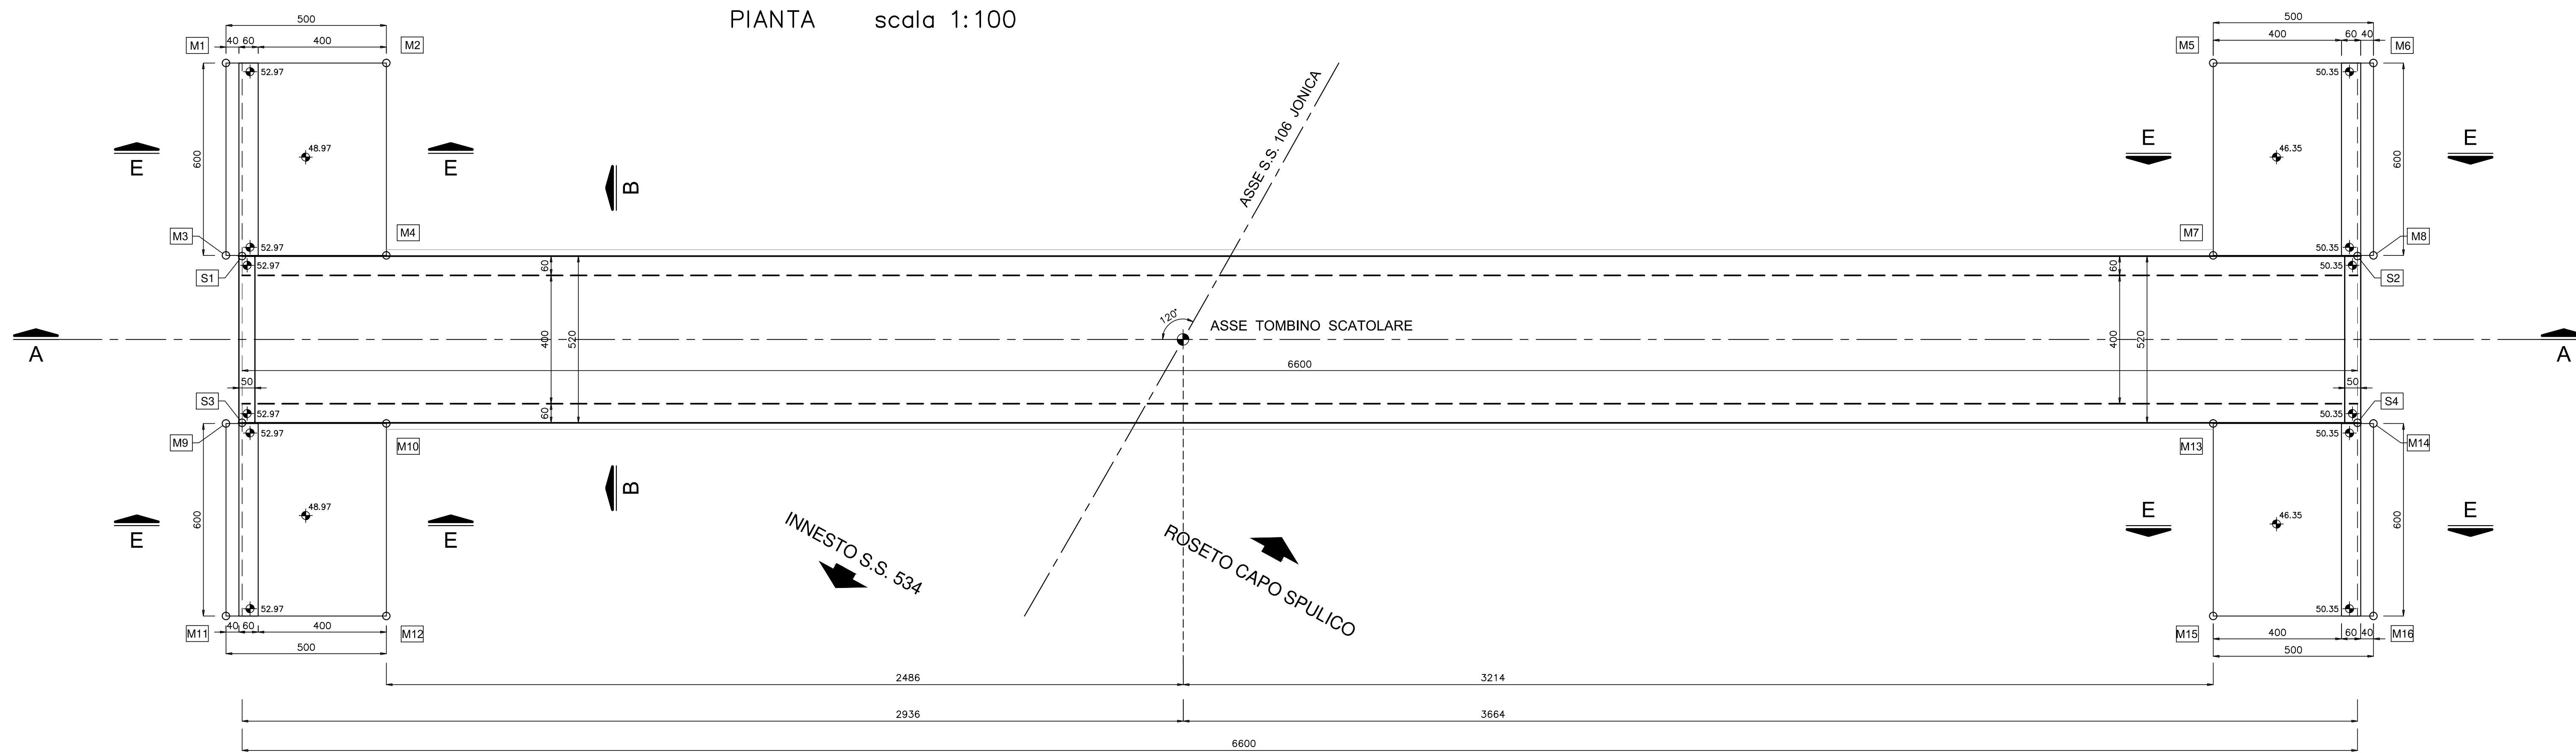 PIANTA scala 1:100
500
40 60 400
M1
M2
52.97
600
E
E
48.97
B
M3
M4
52.97
S1
52.97
ASSE S.S. 106 JONICA
500
400 60 40
M5
M6
50.35
E
E
46.35
600
M7
M8
50.35
50.35
S2
60
400
520
60
120°
ASSE TOMBINO SCATOLARE
6600
60
400
520
A
A
50
50
S3
52.97
52.97
M9
M10
50.35
50.35
S4
M13
M14
600
E
E
48.97
B
INNESTO S.S. 534
ROSETO CAPO SPULICO
E
E
46.35
600
52.97
M11
40 60 400
M12
500
50.35
M15
400 60 40
M16
500
2486
3214
2936
3664
6600